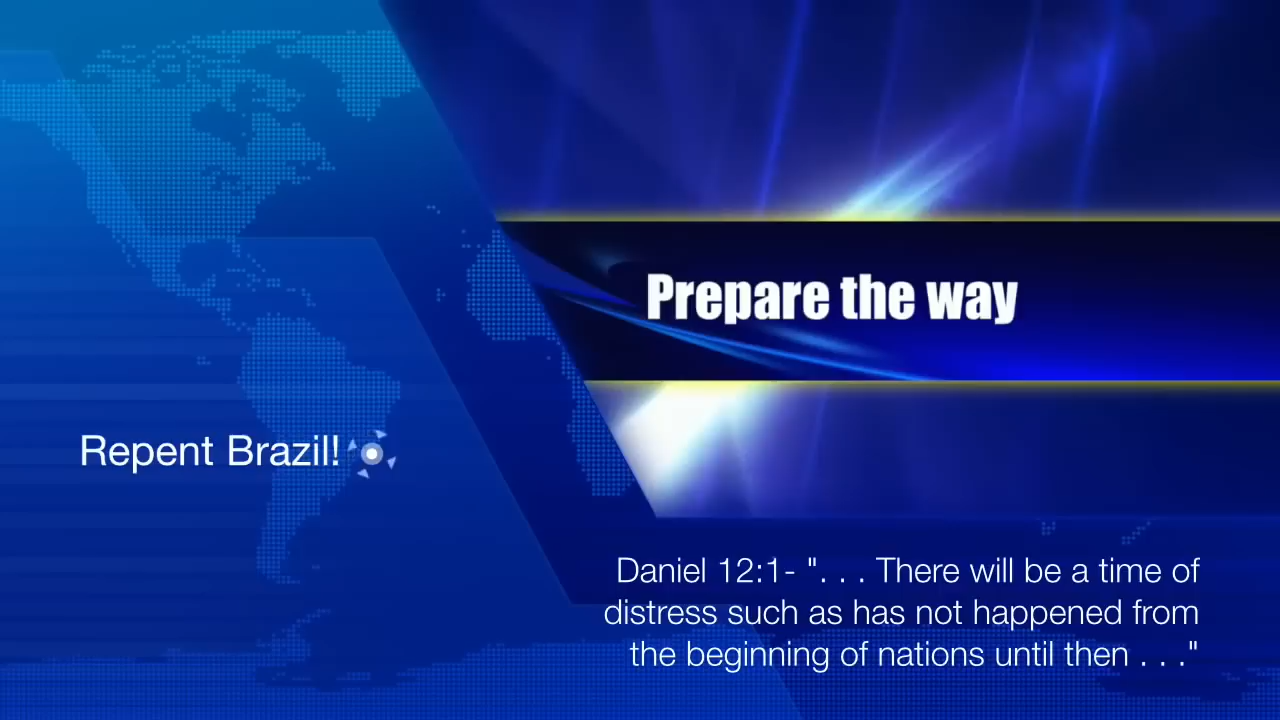 Prepare the way
Repent Brazil!
Daniel 12:1- ". . . There will be a time of
distress such as has not happened from
the beginning of nations until then . . ."